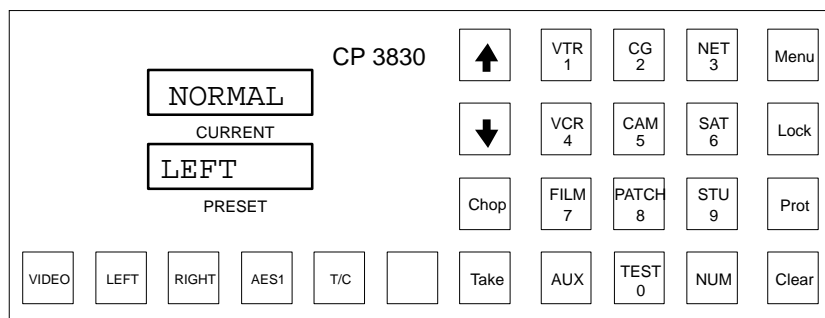 CP 3830
NORMAL
CURRENT
LEFT
PRESET
VTR 1
CG 2
NET 3
Menu
VCR 4
CAM 5
SAT 6
Lock
Chop
FILM 7
PATCH 8
STU 9
Prot
VIDEO
LEFT
RIGHT
AES1
T/C
Take
AUX
TEST 0
NUM
Clear